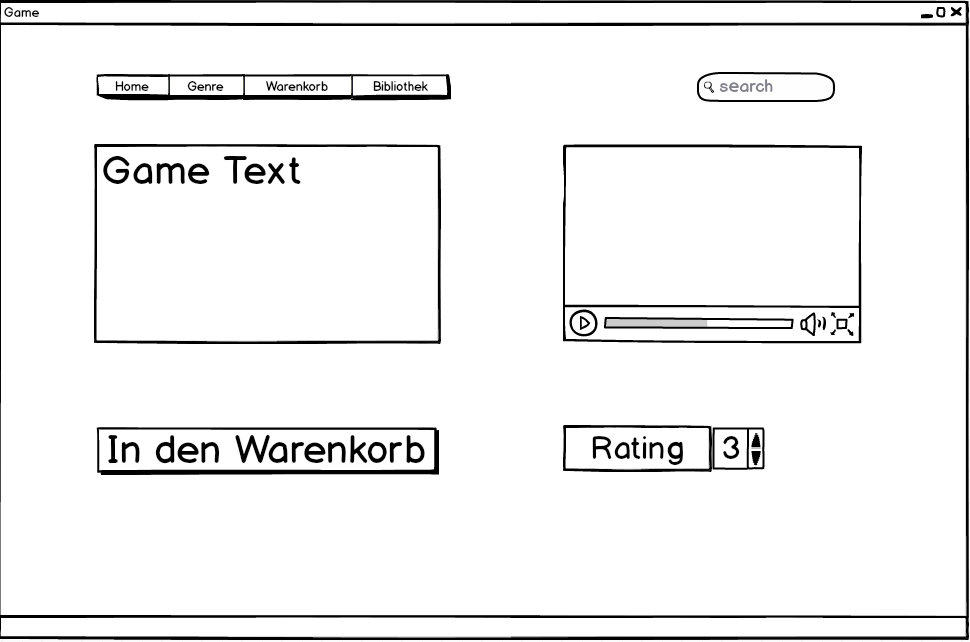 Game
Home Genre Warenkorb Bibliothek
search
Game Text
In den Warenkorb
Rating 3